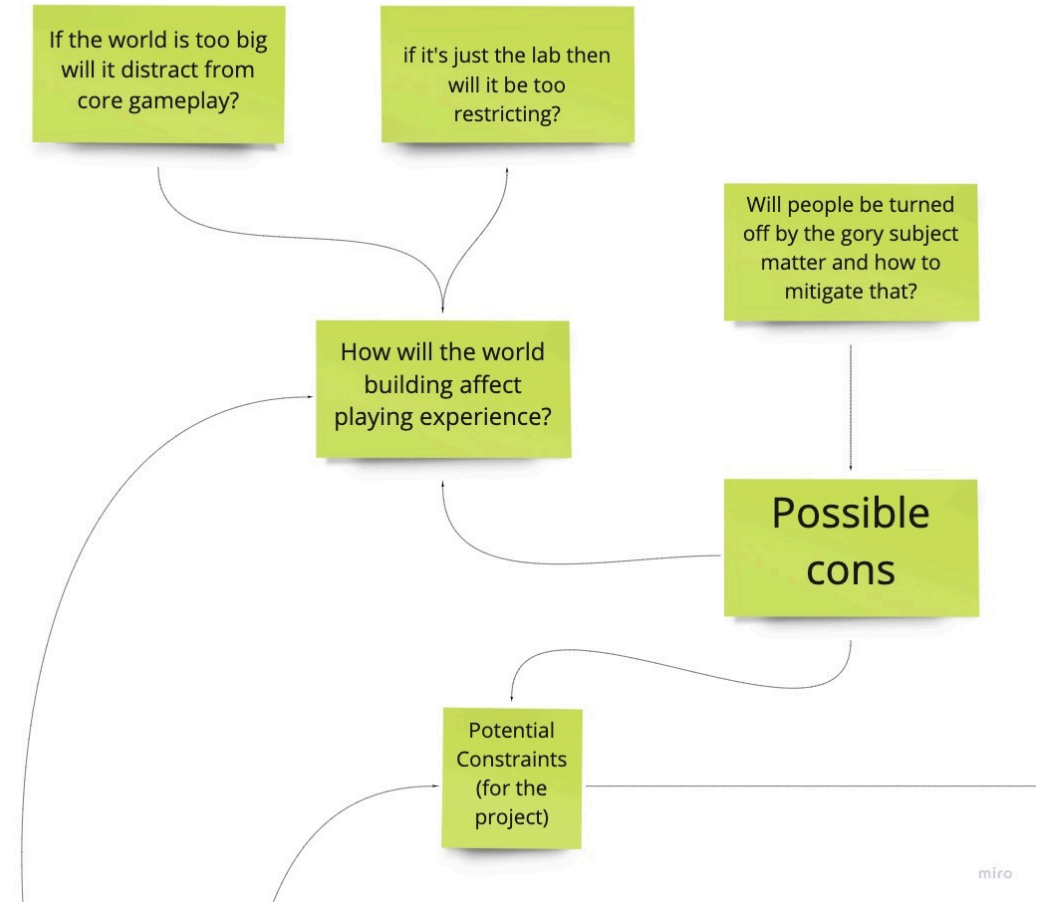 If the world is too big
will it distract from
core gameplay?
if it's just the lab then
will it be too
restricting?
Will people be turned
off by the gory subject
matter and how to
mitigate that?
How will the world
building affect
playing experience?
Possible
cons
Potential
Constraints
(for the
project)
miro